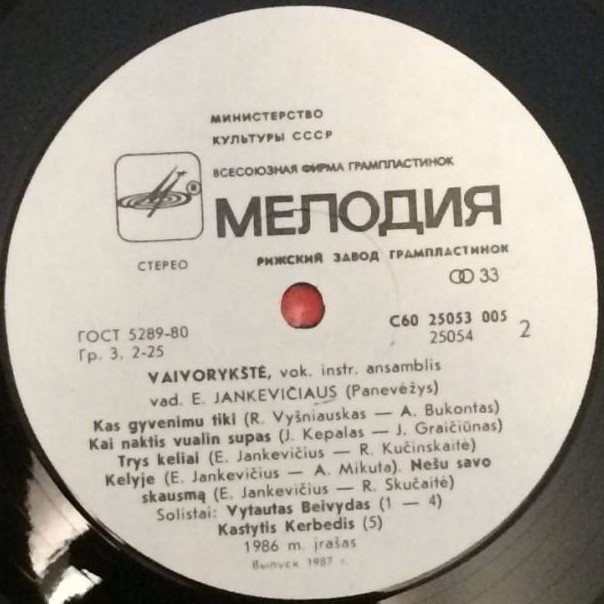 МИНИСТЕРСТВО
КУЛЬТУРЫ СССР
ВСЕСОЮЗНАЯ ФИРМА ГРАМПЛАСТИНОК
МЕЛОДИЯ
®
СТЕРЕО
РИЖСКИЙ ЗАВОД ГРАМПЛАСТИНОК
33
ГОСТ 5289-80
Гр. 3. 2-25
С60 25053 005
25054
2
VAIVORYKŠTĖ, vok. instr. ansamblis
vad. E. JANKEVIČIAUS (Panevėžys)
Kas gyvenimu tiki (R. Vyšniauskas — A. Bukontas)
Kai naktis vualin supas (J. Kepalas — J. Graičiūnas)
Trys keliai (E. Jankevičius — R. Kučinskaitė)
Kelyje (E. Jankevičius — A. Mikuta). Nešu savo
skausmą (E. Jankevičius — R. Skučaitė)
Solistai: Vytautas Beivydas (1 — 4)
Kastytis Kerbedis (5)
1986 m. įrašas
Выпуск 1987 г.